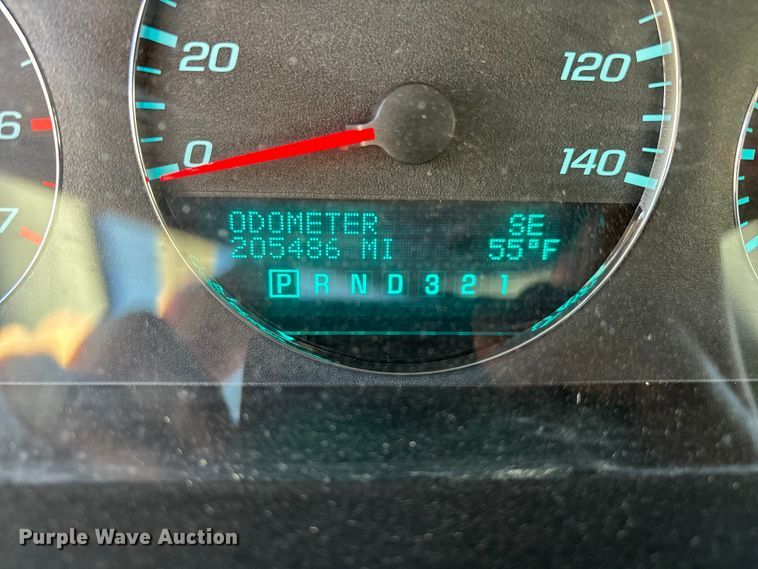 20
120
0
140
6
7
ODOMETER SE
205486 MI 55°F
P R N D 3 2 1
Purple Wave Auction